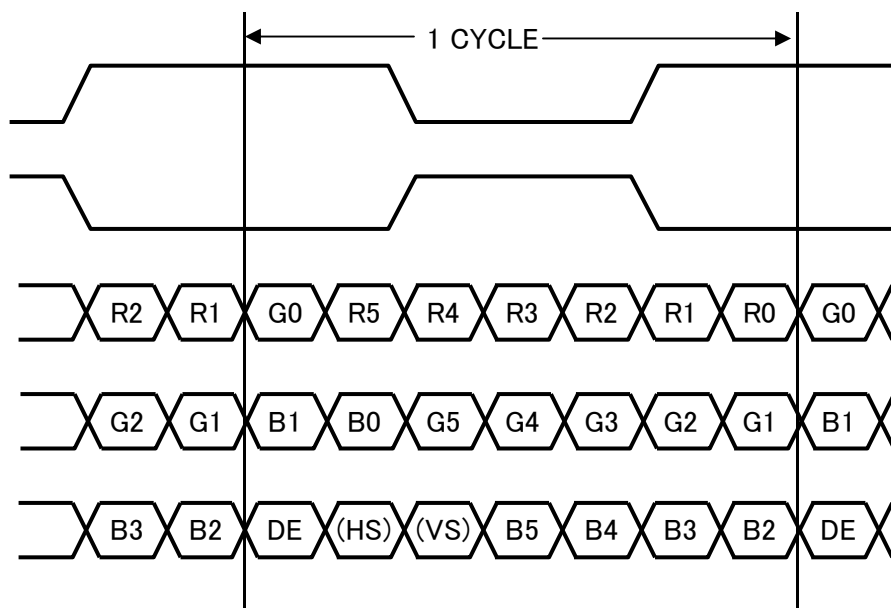 1 CYCLE
R2 R1 G0 R5 R4 R3 R2 R1 R0 G0
G2 G1 B1 B0 G5 G4 G3 G2 G1 B1
B3 B2 DE (HS) (VS) B5 B4 B3 B2 DE